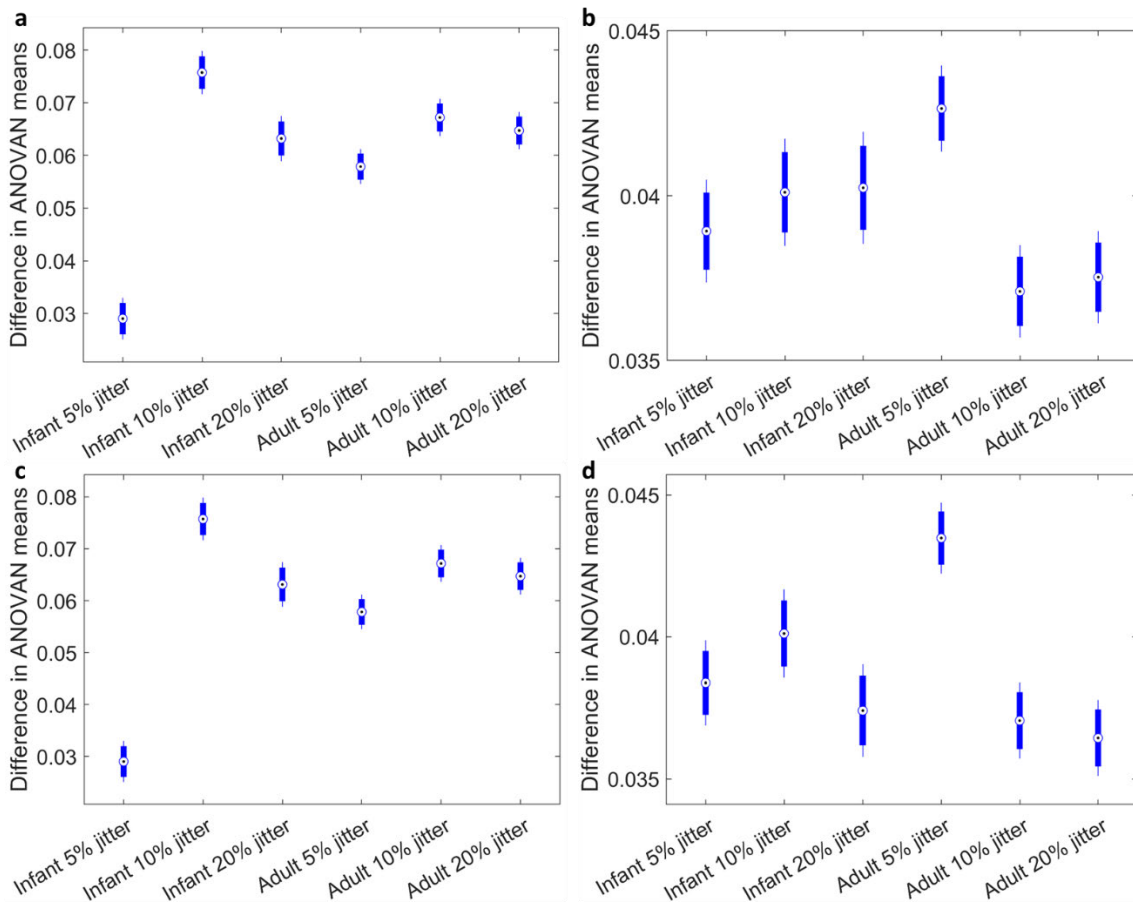 a
Difference in ANOVAN means
0.08
0.07
0.06
0.05
0.04
0.03
Infant 5% jitter
Infant 10% jitter
Infant 20% jitter
Adult 5% jitter
Adult 10% jitter
Adult 20% jitter
b
Difference in ANOVAN means
0.045
0.04
0.035
Infant 5% jitter
Infant 10% jitter
Infant 20% jitter
Adult 5% jitter
Adult 10% jitter
Adult 20% jitter
c
Difference in ANOVAN means
0.08
0.07
0.06
0.05
0.04
0.03
Infant 5% jitter
Infant 10% jitter
Infant 20% jitter
Adult 5% jitter
Adult 10% jitter
Adult 20% jitter
d
Difference in ANOVAN means
0.045
0.04
0.035
Infant 5% jitter
Infant 10% jitter
Infant 20% jitter
Adult 5% jitter
Adult 10% jitter
Adult 20% jitter